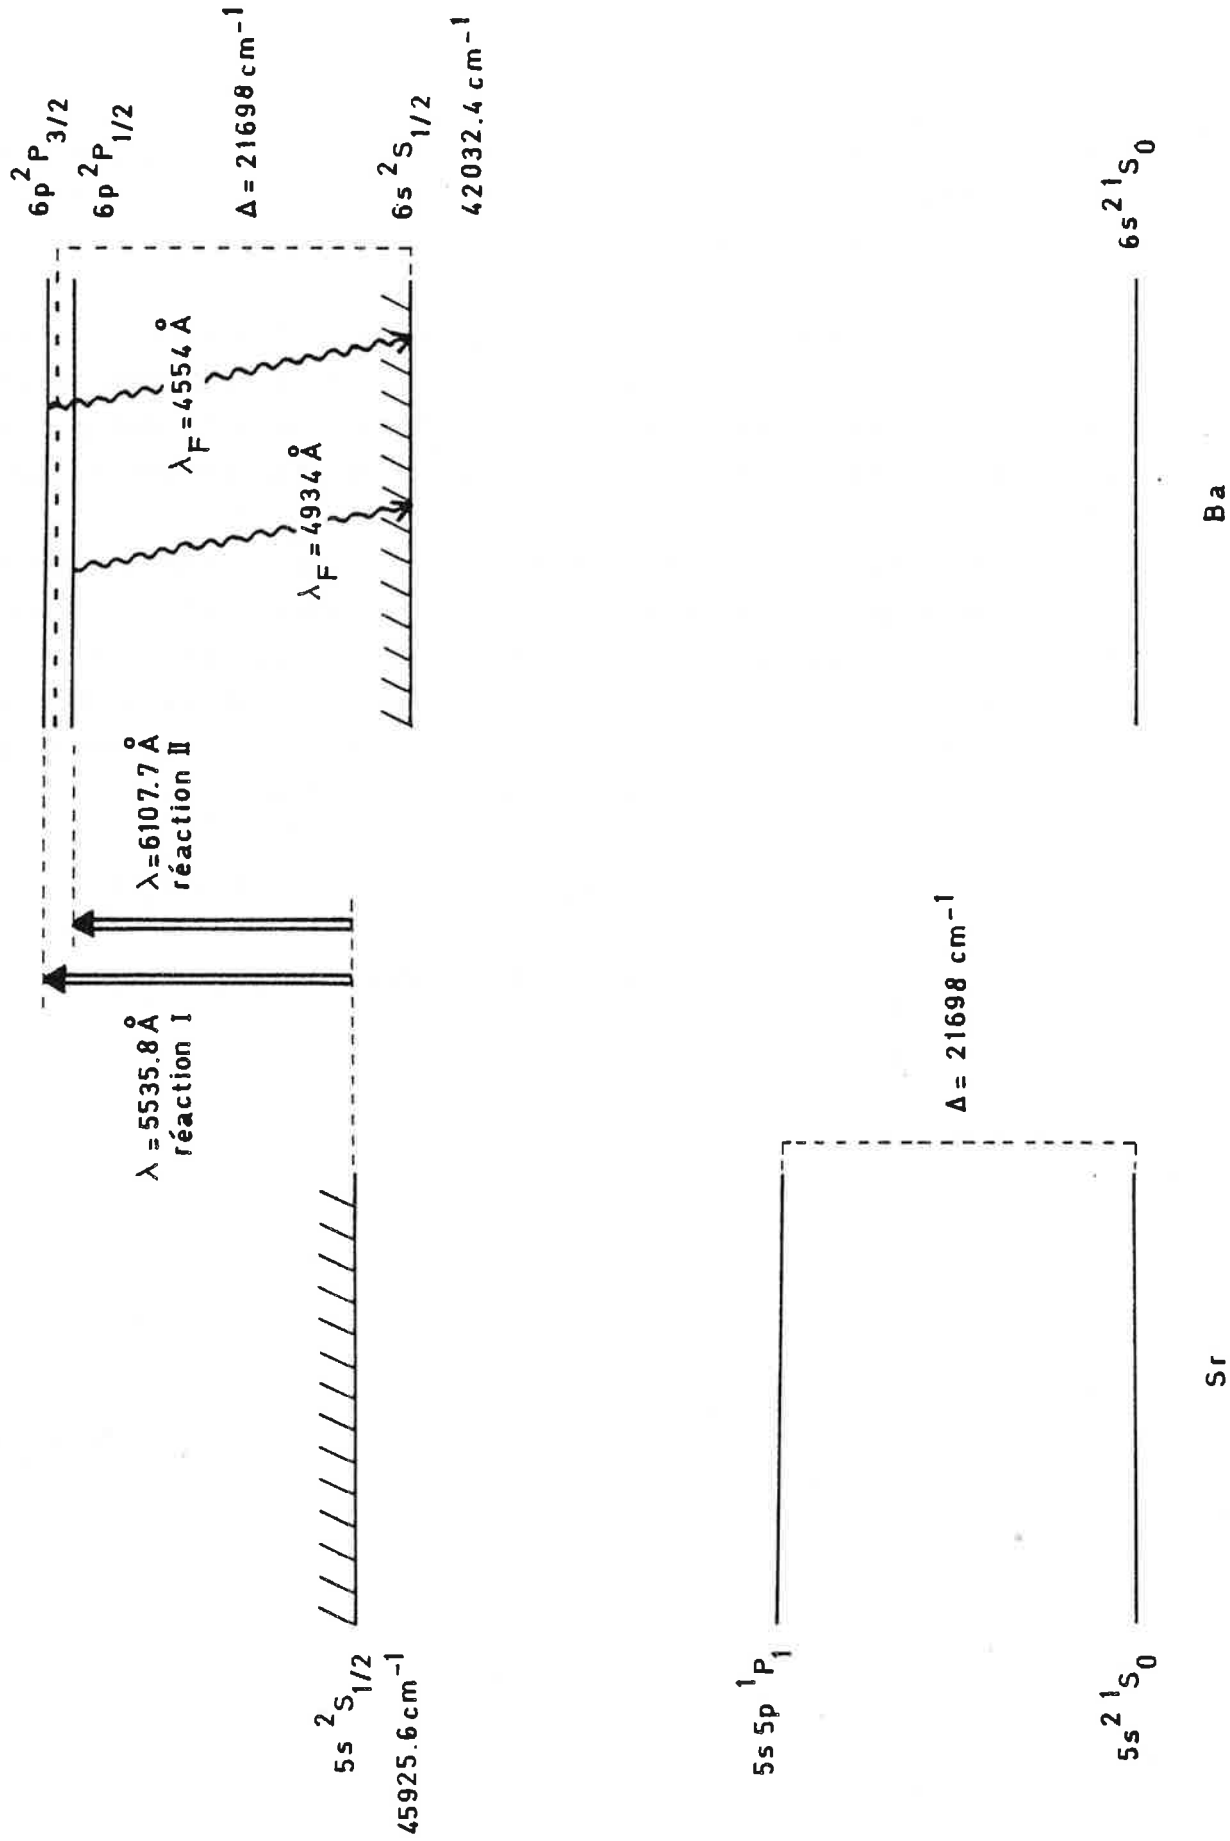 6p ²P3/2
6p ²P1/2
Δ = 21698 cm⁻¹
6s ²S1/2
42032.4 cm⁻¹
λF = 4554 Å
λF = 4934 Å
λ = 6107.7 Å
réaction II
λ = 5535.8 Å
réaction I
5s ²S1/2
45925.6 cm⁻¹
Δ = 21698 cm⁻¹
5s 5p ¹P1
5s² ¹S0
6s² ¹S0
Sr
Ba